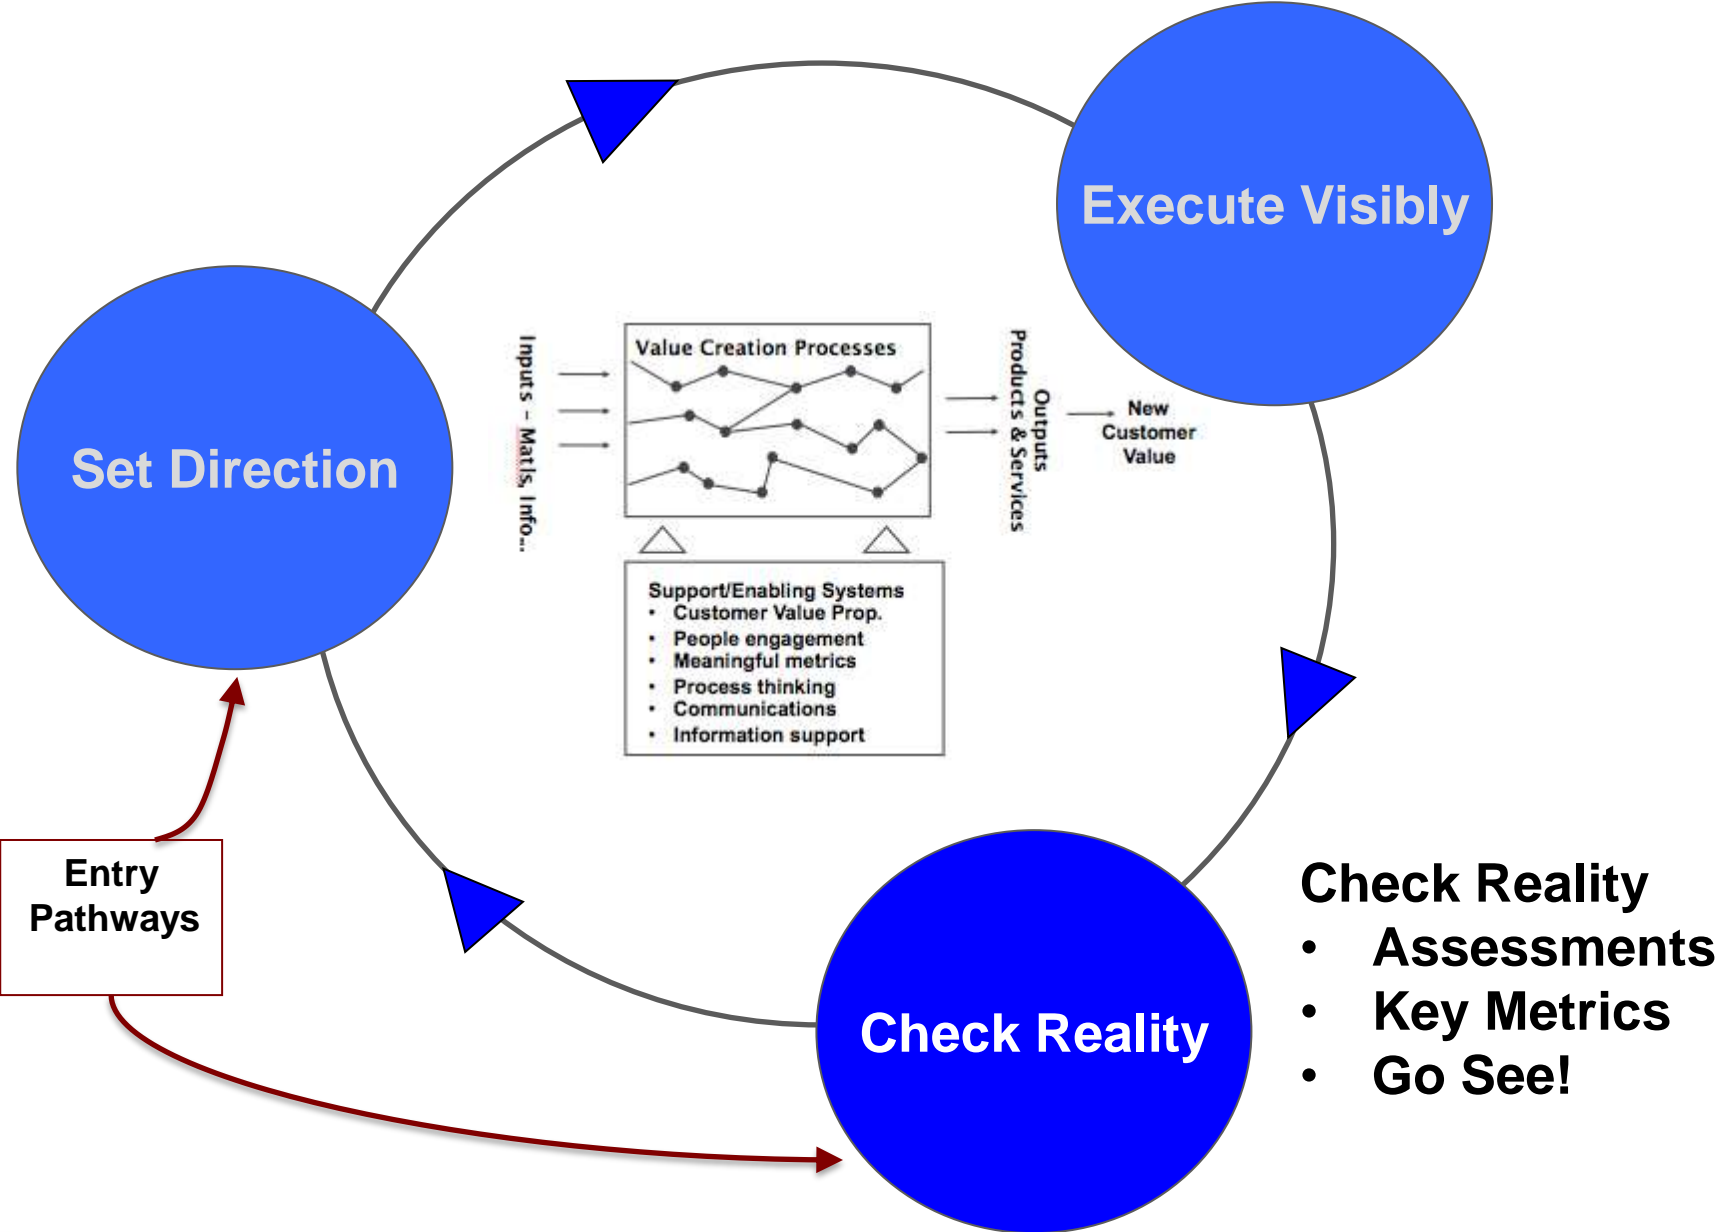 Execute Visibly
Set Direction
Inputs – Matls, Info...
Value Creation Processes
Outputs
Products & Services
New
Customer
Value
Support/Enabling Systems
• Customer Value Prop.
• People engagement
• Meaningful metrics
• Process thinking
• Communications
• Information support
Entry
Pathways
Check Reality
Check Reality
• Assessments
• Key Metrics
• Go See!